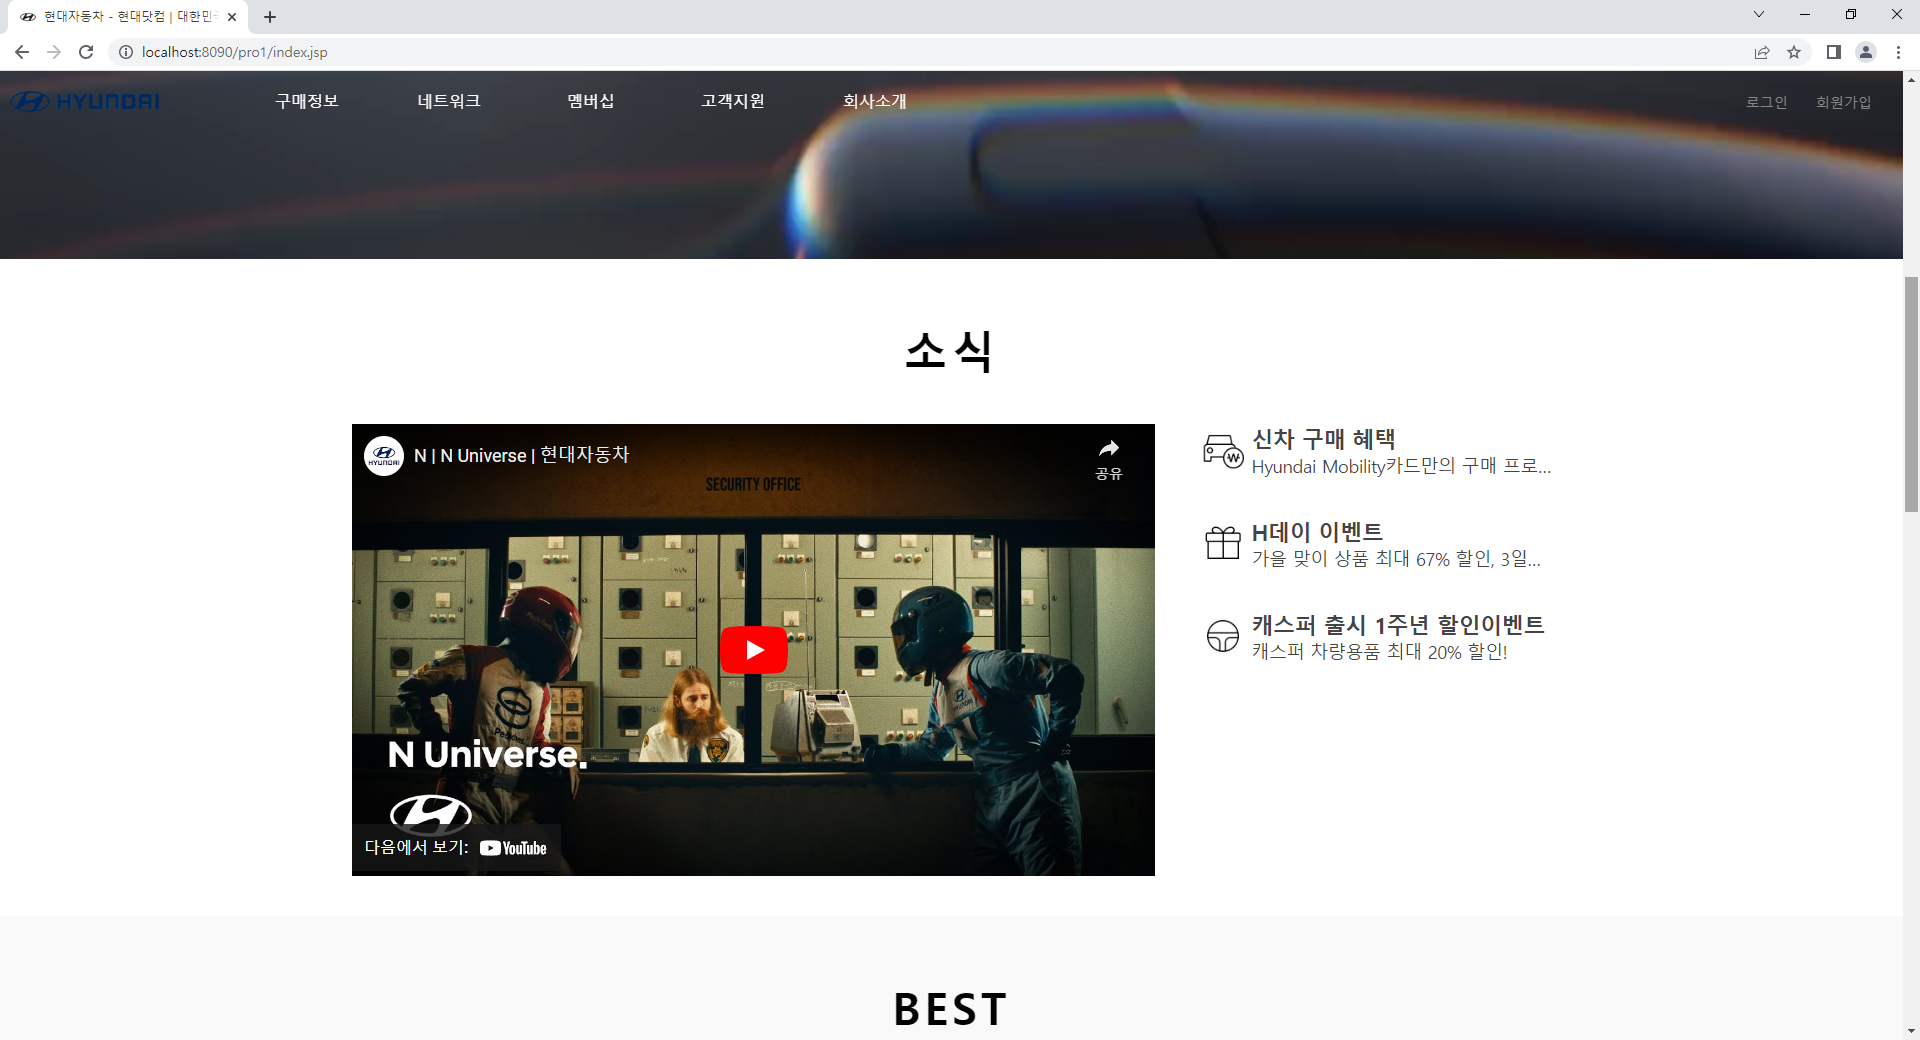 현대자동차 - 현대닷컴 | 대한민
localhost:8090/pro1/index.jsp
HYUNDAI
구매정보
네트워크
멤버십
고객지원
회사소개
로그인
회원가입
소식
HYUNDAI
N | N Universe | 현대자동차
공유
SECURITY OFFICE
N Universe.
다음에서 보기: YouTube
신차 구매 혜택
Hyundai Mobility카드만의 구매 프로...
H데이 이벤트
가을 맞이 상품 최대 67% 할인, 3일...
캐스퍼 출시 1주년 할인이벤트
캐스퍼 차량용품 최대 20% 할인!
BEST